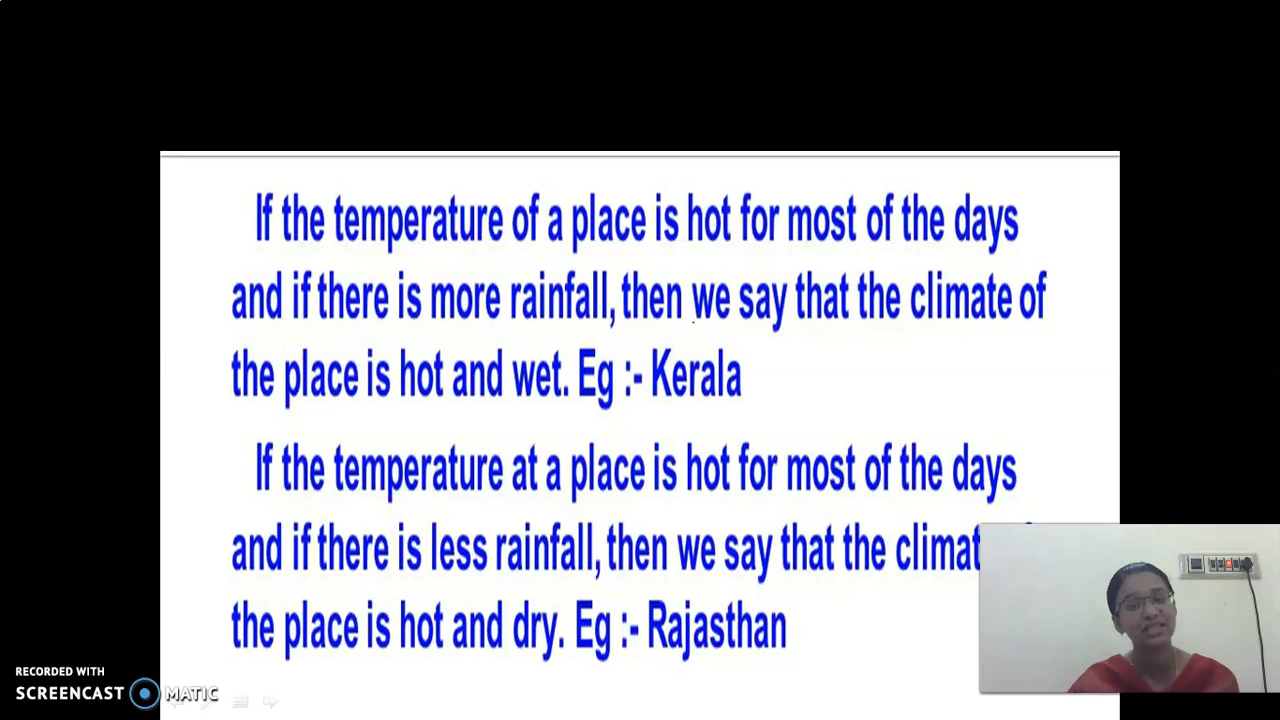 If the temperature of a place is hot for most of the days
and if there is more rainfall, then we say that the climate of
the place is hot and wet. Eg :- Kerala
If the temperature at a place is hot for most of the days
and if there is less rainfall, then we say that the climat
the place is hot and dry. Eg :- Rajasthan
RECORDED WITH
SCREENCAST MATIC